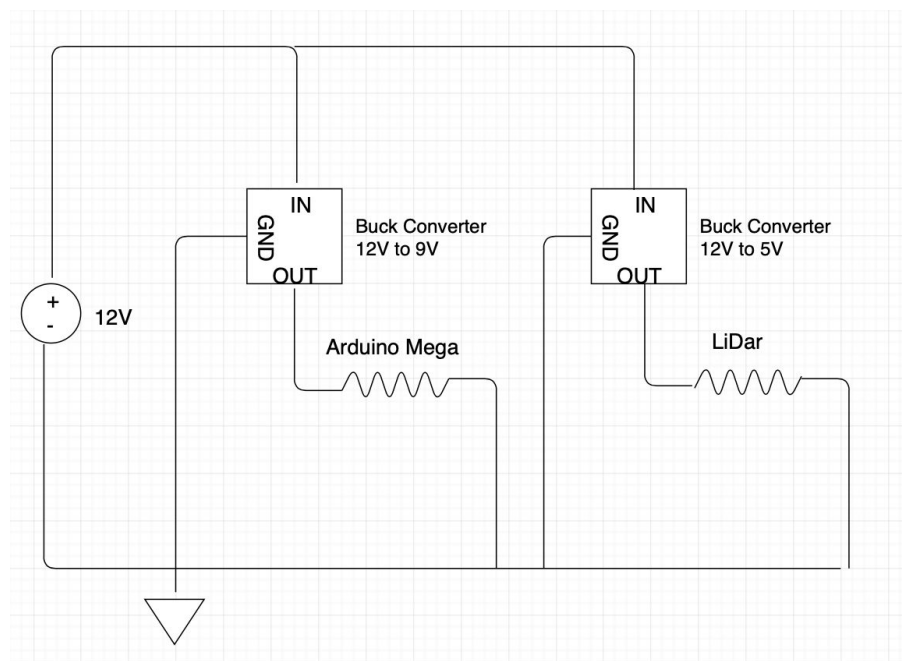 IN
GND
OUT
Buck Converter
12V to 9V
IN
GND
OUT
Buck Converter
12V to 5V
+
-
12V
Arduino Mega
LiDar